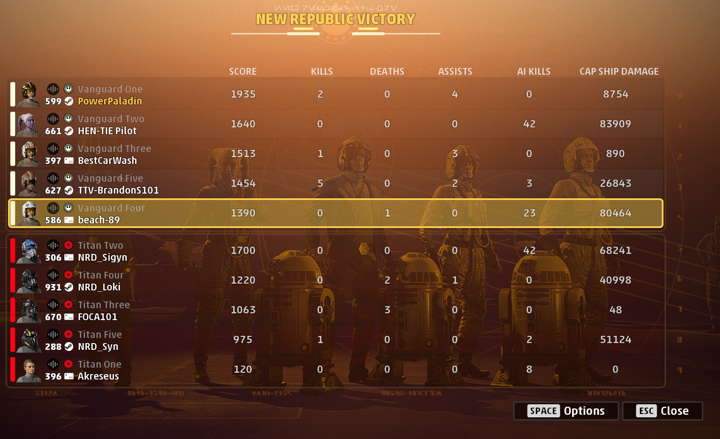 NEW REPUBLIC VICTORY
SCORE KILLS DEATHS ASSISTS AI KILLS CAP SHIP DAMAGE
Vanguard One
599 PowerPaladin 1935 2 0 4 0 8754
Vanguard Two
661 HEN-TIE Pilot 1640 0 0 0 42 83909
Vanguard Three
397 BestCarWash 1513 1 0 3 0 890
Vanguard Five
627 TTV-BrandonS101 1454 5 0 2 3 26843
Vanguard Four
586 beach-89 1390 0 1 0 23 80464
Titan Two
306 NRD_Sigyn 1700 0 0 0 42 68241
Titan Four
931 NRD_Loki 1220 0 2 1 0 40998
Titan Three
670 FOCA101 1063 0 3 0 0 48
Titan Five
288 NRD_Syn 975 1 0 0 2 51124
Titan One
396 Akreseus 120 0 0 0 8 0
SPACE Options ESC Close